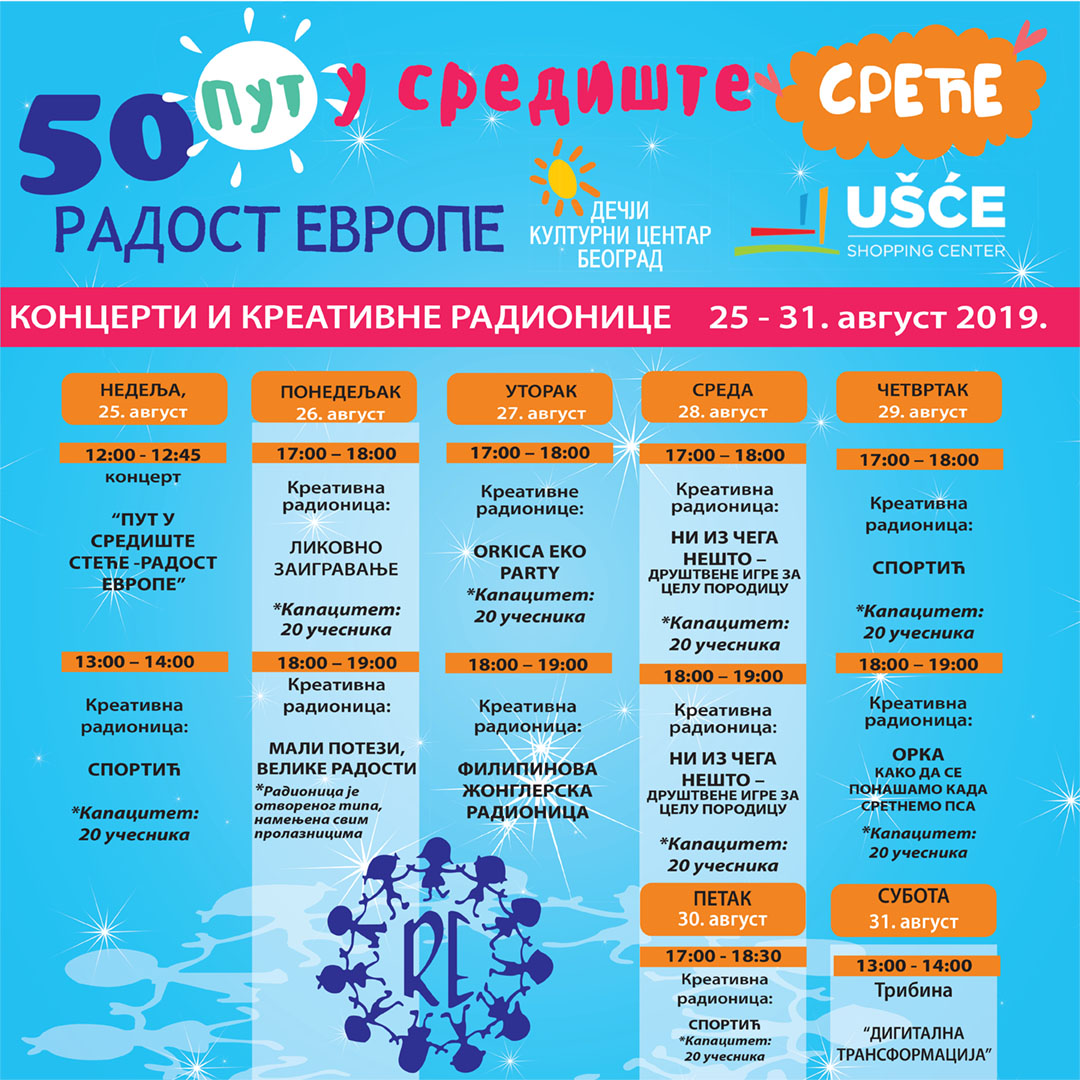 50 Пут у средиште СРЕЋЕ
РАДОСТ ЕВРОПЕ
ДЕЧЈИ
КУЛТУРНИ ЦЕНТАР
БЕОГРАД
UŠĆE
SHOPPING CENTER
КОНЦЕРТИ И КРЕАТИВНЕ РАДИОНИЦЕ 25 - 31. август 2019.
НЕДЕЉА,
25. август
12:00 - 12:45
концерт
“ПУТ У
СРЕДИШТЕ
СТЕЋЕ -РАДОСТ
ЕВРОПЕ”
13:00 – 14:00
Креативна
радионица:
СПОРТИЋ
*Капацитет:
20 учесника
ПОНЕДЕЉАК
26. август
17:00 – 18:00
Креативна
радионица:
ЛИКОВНО
ЗАИГРАВАЊЕ
*Капацитет:
20 учесника
18:00 – 19:00
Креативна
радионица:
МАЛИ ПОТЕЗИ,
ВЕЛИКЕ РАДОСТИ
*Радионица је
отвореног типа,
намењена свим
пролазницима
УТОРАК
27. август
17:00 – 18:00
Креативне
радионице:
ORKICA EKO
PARTY
*Капацитет:
20 учесника
18:00 – 19:00
Креативна
радионица:
ФИЛИПИНОВА
ЖОНГЛЕРСКА
РАДИОНИЦА
СРЕДА
28. август
17:00 – 18:00
Креативна
радионица:
НИ ИЗ ЧЕГА
НЕШТО –
ДРУШТВЕНЕ ИГРЕ ЗА
ЦЕЛУ ПОРОДИЦУ
*Капацитет:
20 учесника
18:00 – 19:00
Креативна
радионица:
НИ ИЗ ЧЕГА
НЕШТО –
ДРУШТВЕНЕ ИГРЕ ЗА
ЦЕЛУ ПОРОДИЦУ
*Капацитет:
20 учесника
ЧЕТВРТАК
29. август
17:00 – 18:00
Креативна
радионица:
СПОРТИЋ
*Капацитет:
20 учесника
18:00 – 19:00
Креативна
радионица:
ОРКА
КАКО ДА СЕ
ПОНАШАМО КАДА
СРЕТНЕМО ПСА
*Капацитет:
20 учесника
ПЕТАК
30. август
17:00 - 18:30
Креативна
радионица:
СПОРТИЋ
*Капацитет:
20 учесника
СУБОТА
31. август
13:00 - 14:00
Трибина
“ДИГИТАЛНА
ТРАНСФОРМАЦИЈА”
RE